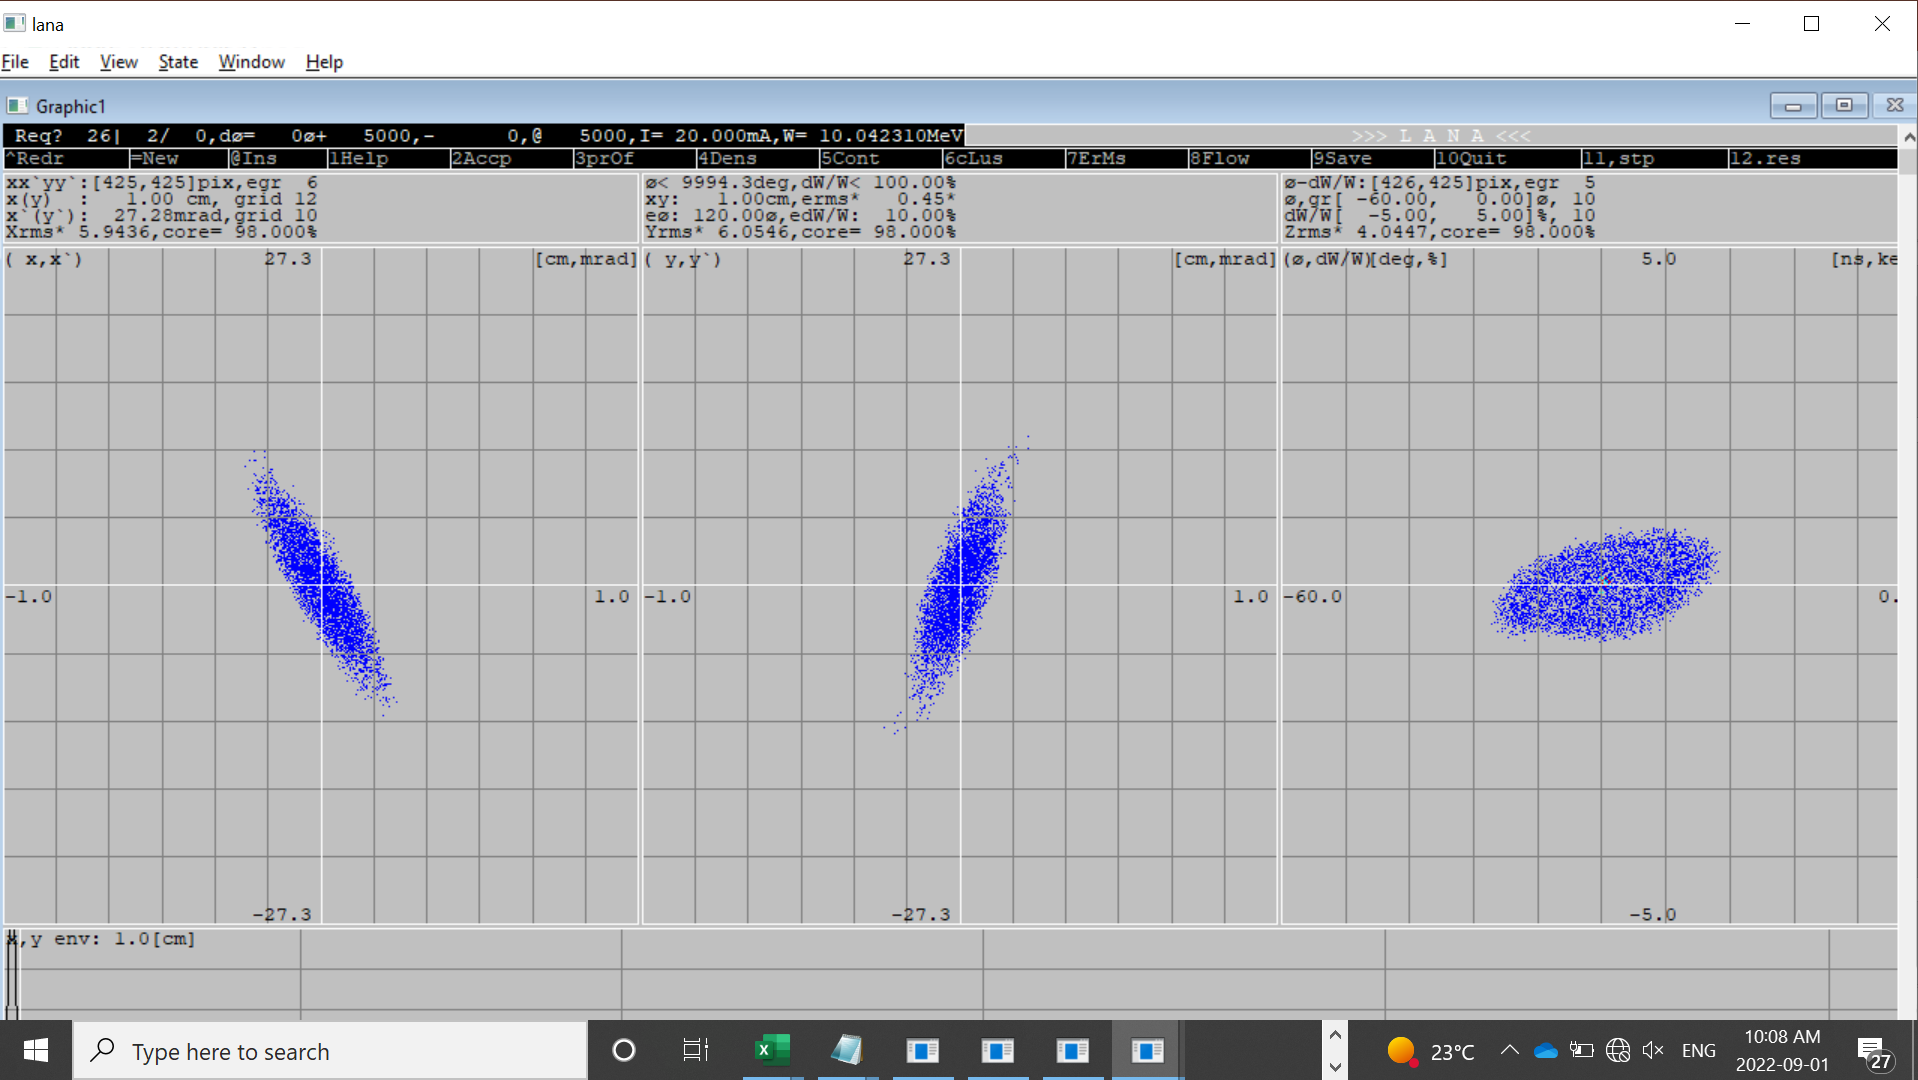 lana
File Edit View State Window Help
Graphic1
Req? 26| 2/ 0,dø= 0ø+ 5000,- 0,@ 5000,I= 20.000mA,W= 10.042310MeV >>> L A N A <<<
^Redr =New @Ins 1Help 2Accp 3prOf 4Dens 5Cont 6cLus 7ErMs 8Flow 9Save 10Quit 11,stp 12.res
xx`yy`:[425,425]pix,egr 6
x(y) : 1.00 cm, grid 12
x`(y`): 27.28mrad,grid 10
Xrms* 5.9436,core= 98.000%
ø< 9994.3deg,dW/W< 100.00%
xy: 1.00cm,erms* 0.45*
eø: 120.00ø,edW/W: 10.00%
Yrms* 6.0546,core= 98.000%
ø-dW/W:[426,425]pix,egr 5
ø,gr[ -60.00, 0.00]ø, 10
dW/W[ -5.00, 5.00]%, 10
Zrms* 4.0447,core= 98.000%
( x,x`) 27.3 [cm,mrad]
-1.0 1.0
-27.3
( y,y`) 27.3 [cm,mrad]
-1.0 1.0
-27.3
(ø,dW/W)[deg,%] 5.0 [ns,ke
-60.0 0.
-5.0
x,y env: 1.0[cm]
Type here to search
23°C
ENG
10:08 AM
2022-09-01
27